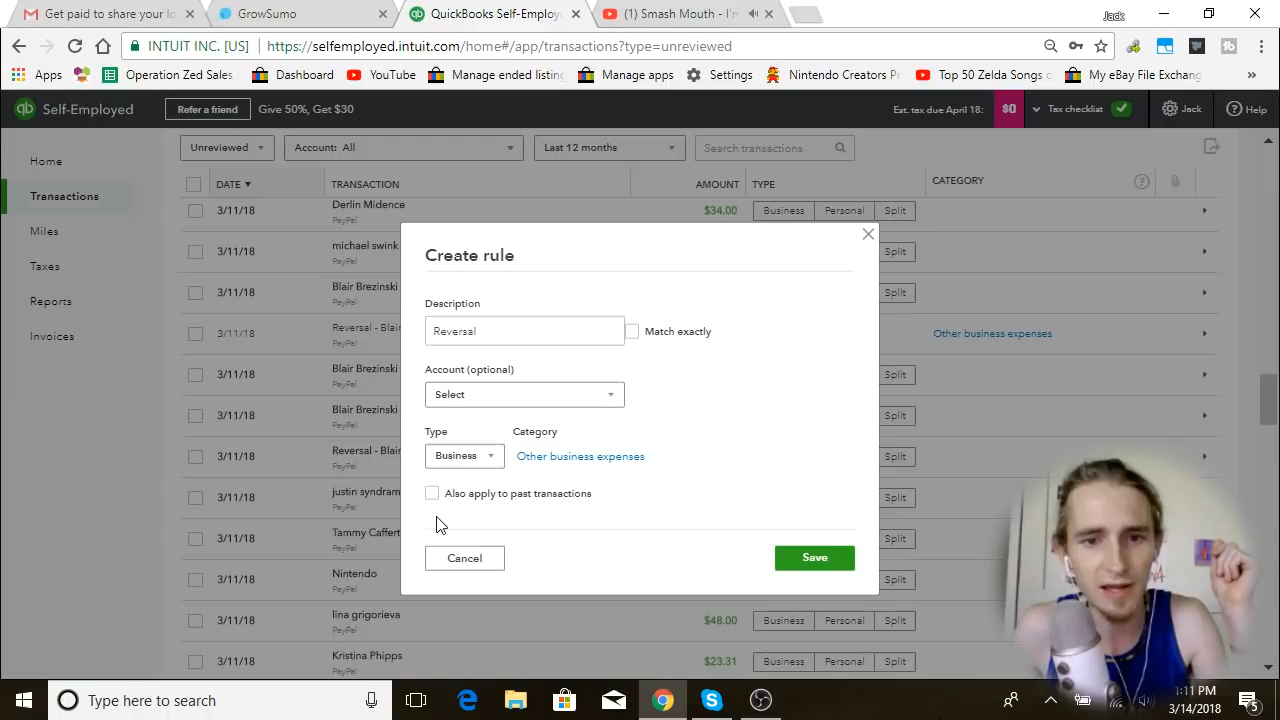 Get paid to share your lo
GrowSumo
QuickBooks Self-Employ
(1) Smash Mouth - I'm
Jack
INTUIT INC. [US]
https://selfemployed.intuit.com/home#/app/transactions?type=unreviewed
Apps
Operation Zed Sales
Dashboard
YouTube
Manage ended listing
Manage apps
Settings
Nintendo Creators Pr
Top 50 Zelda Songs o
My eBay File Exchang
qb Self-Employed
Refer a friend
Give 50%, Get $30
Est. tax due April 18:
$0
Tax checklist
Jack
Help
Home
Transactions
Miles
Taxes
Reports
Invoices
Unreviewed
Account: All
Last 12 months
Search transactions
DATE
TRANSACTION
AMOUNT
TYPE
CATEGORY
3/11/18 Derlin Midence $34.00 Business Personal Split
PayPal
3/11/18 michael swink Split
PayPal
3/11/18 Blair Brezinski Split
PayPal
3/11/18 Reversal - Blai Split Other business expenses
PayPal
3/11/18 Blair Brezinski Split
PayPal
3/11/18 Blair Brezinski Split
PayPal
3/11/18 Reversal - Blai Split
PayPal
3/11/18 justin syndram Split
PayPal
3/11/18 Tammy Caffert Split
PayPal
3/11/18 Nintendo Split
PayPal
3/11/18 lina grigorieva $48.00 Business Personal Split
PayPal
3/11/18 Kristina Phipps $23.31 Business Personal Split
PayPal
Create rule
Description
Reversal
Match exactly
Account (optional)
Select
Type
Category
Business
Other business expenses
Also apply to past transactions
Cancel
Save
Type here to search
1:11 PM
3/14/2018
5